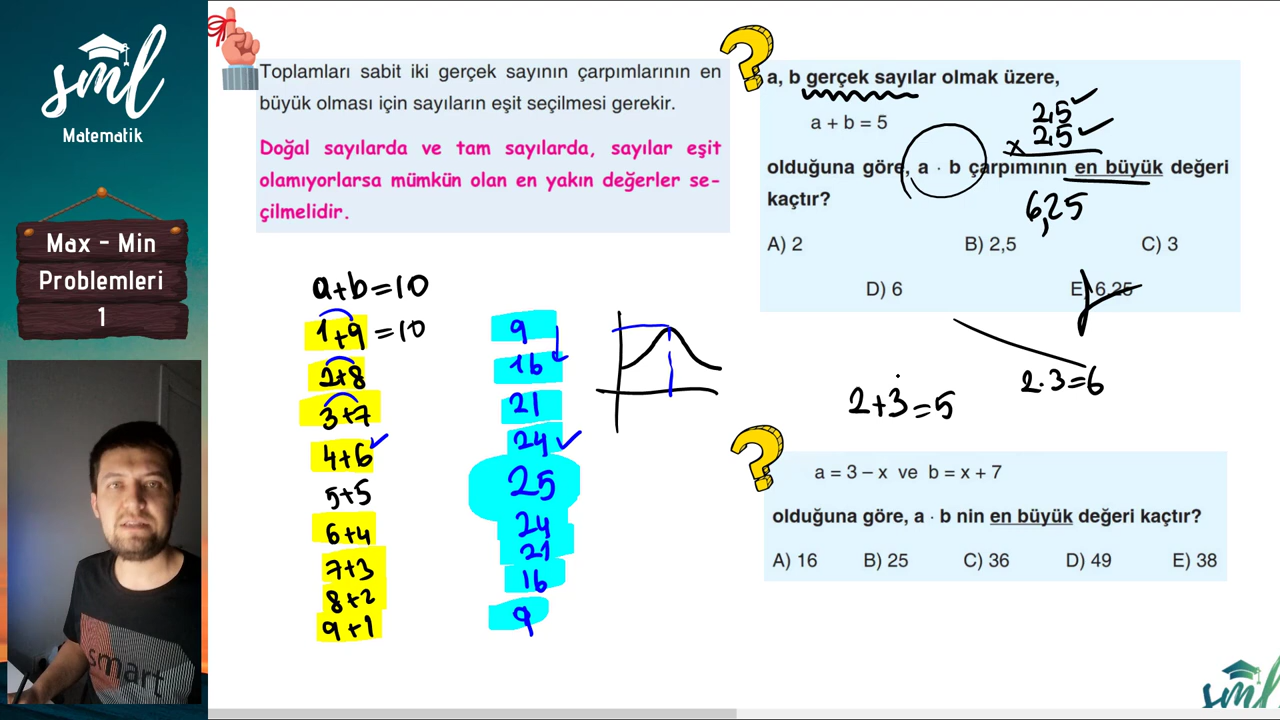 sml
Matematik
Max - Min
Problemleri
1
smart
Toplamları sabit iki gerçek sayının çarpımlarının en
büyük olması için sayıların eşit seçilmesi gerekir.
Doğal sayılarda ve tam sayılarda, sayılar eşit
olamıyorlarsa mümkün olan en yakın değerler se-
çilmelidir.
a+b=10
1+9=10
2+8
3+7
4+6
5+5
6+4
7+3
8+2
9+1
9
16
21
24
25
24
21
16
9
a, b gerçek sayılar olmak üzere,
a + b = 5
2,5
x 2,5
olduğuna göre, a · b çarpımının en büyük değeri
kaçtır?
6,25
A) 2 B) 2,5 C) 3
D) 6 E) 6,25
2·3=6
2+3=5
a = 3 – x ve b = x + 7
olduğuna göre, a · b nin en büyük değeri kaçtır?
A) 16 B) 25 C) 36 D) 49 E) 38
sml